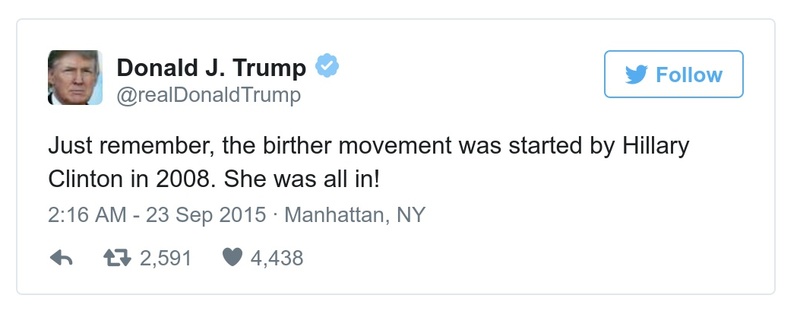 Donald J. Trump
@realDonaldTrump
Follow
Just remember, the birther movement was started by Hillary
Clinton in 2008. She was all in!
2:16 AM - 23 Sep 2015 · Manhattan, NY
2,591 4,438